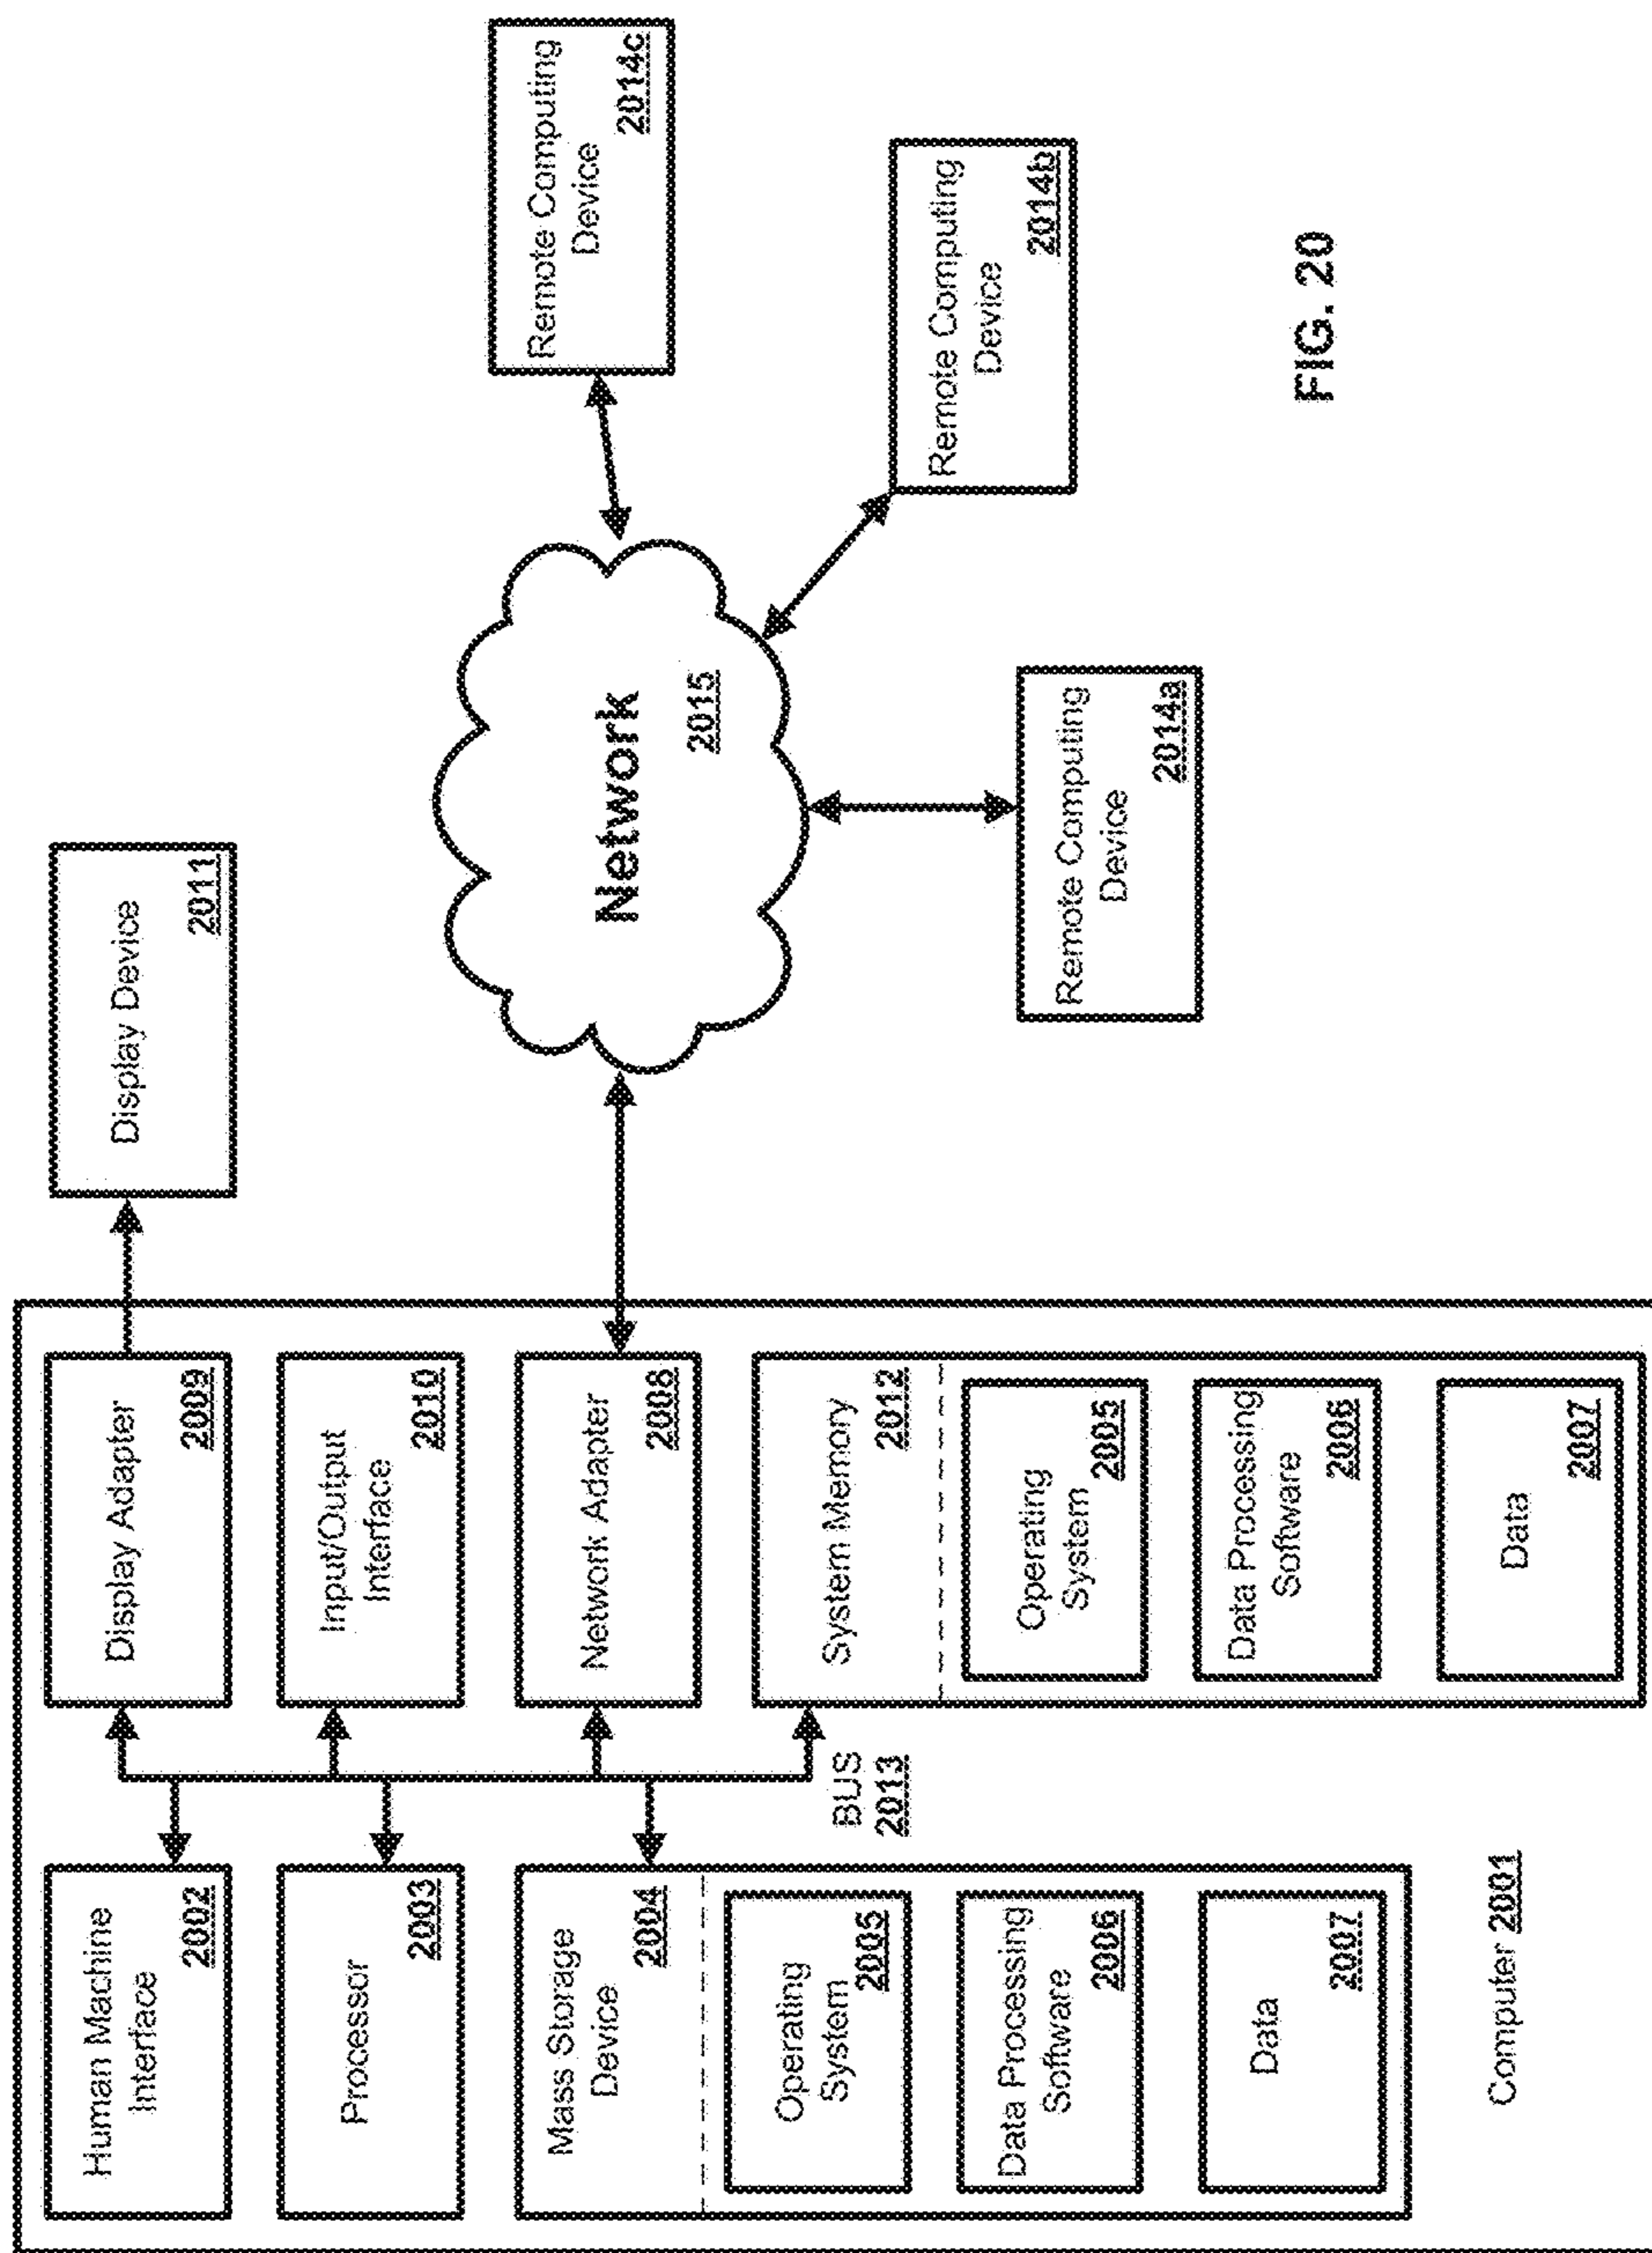 Human Machine
Interface
2002
Processor
2003
Mass Storage
Device
2004
Operating
System
2005
Data Processing
Software
2006
Data
2007
Computer 2001
BUS
2013
Display Adapter
2009
Input/Output
Interface
2010
Network Adapter
2008
System Memory
2012
Operating
System
2005
Data Processing
Software
2006
Data
2007
Display Device
2011
Network
2015
Remote Computing
Device
2014a
Remote Computing
Device
2014b
Remote Computing
Device
2014c
FIG. 20